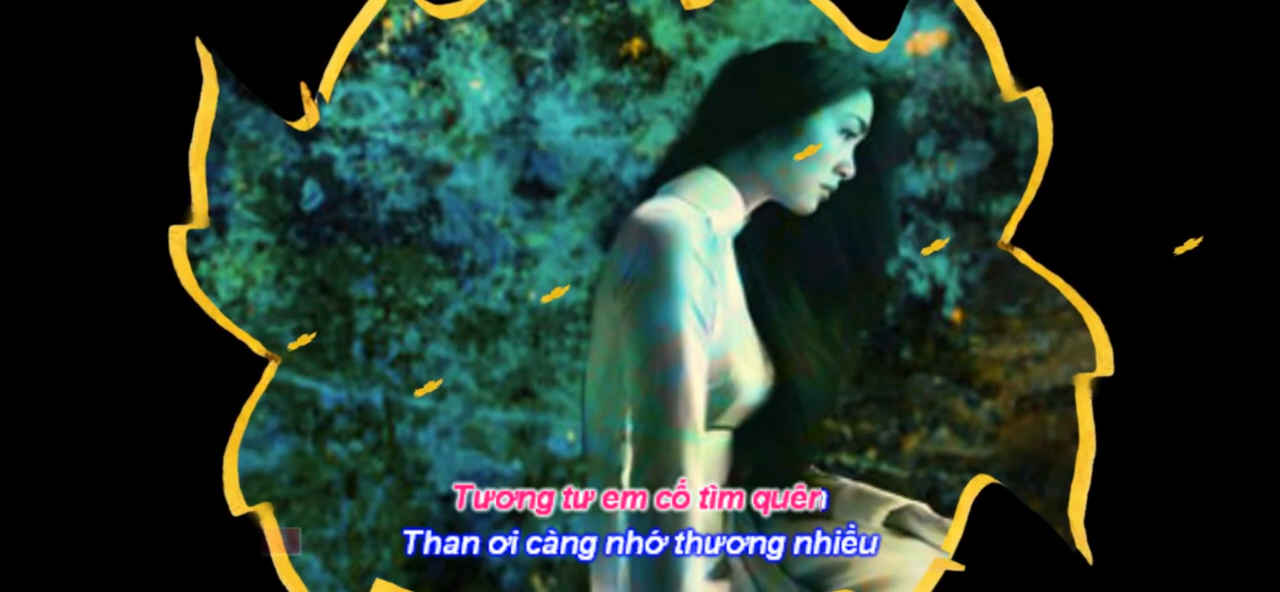 Tương tư em cố tìm quên
Than ơi càng nhớ thương nhiều